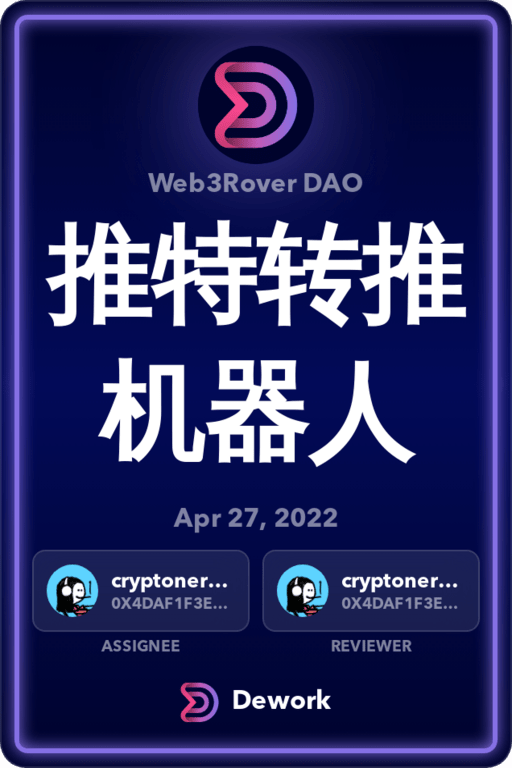 Web3Rover DAO
推特转推
机器人
Apr 27, 2022
cryptoner... cryptoner...
0X4DAF1F3E... 0X4DAF1F3E...
ASSIGNEE REVIEWER
Dework